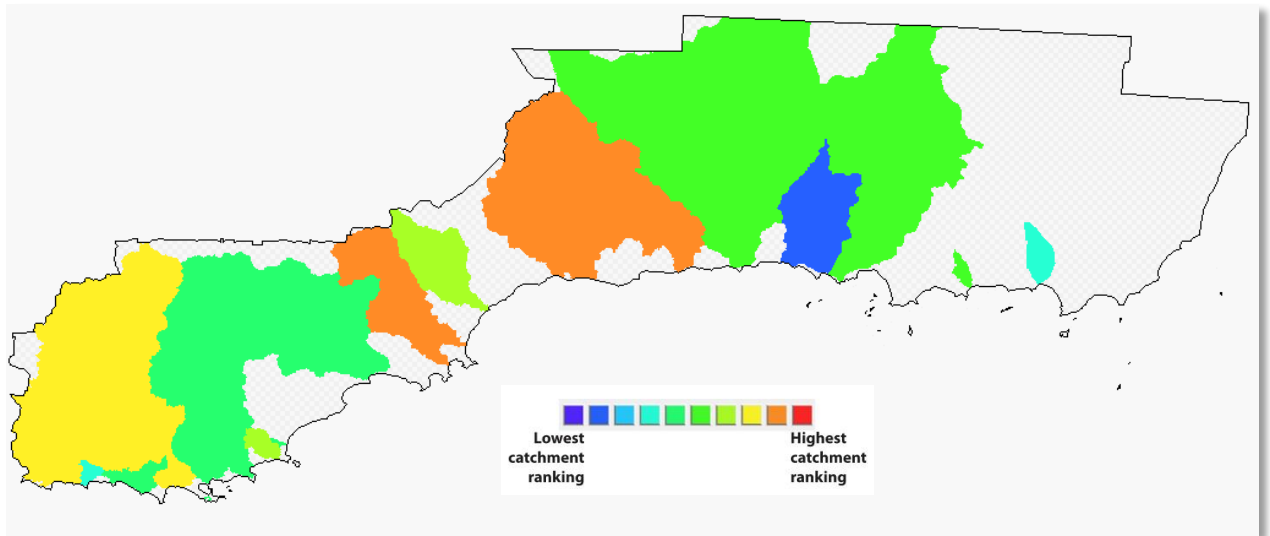 Lowest
catchment
ranking
Highest
catchment
ranking